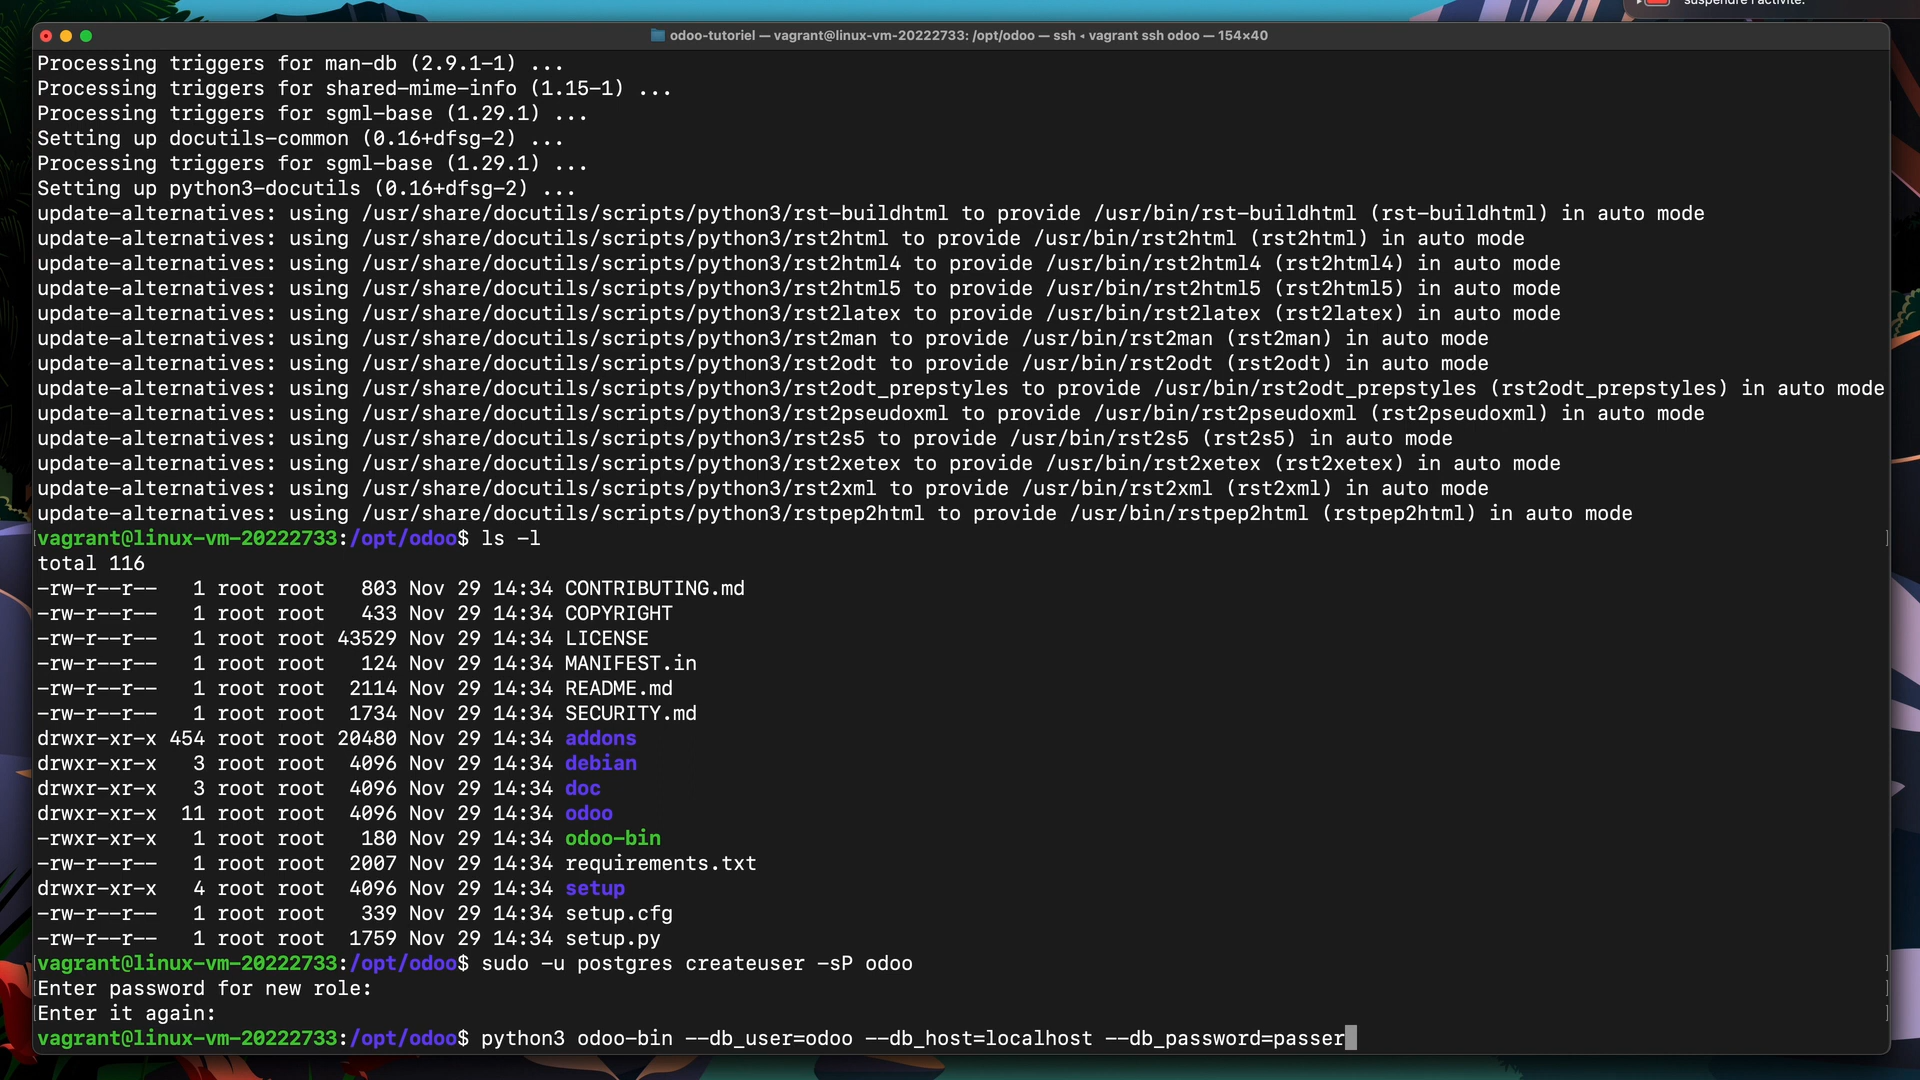 suspendre l'activité.
odoo-tutoriel — vagrant@linux-vm-20222733: /opt/odoo — ssh ◂ vagrant ssh odoo — 154×40
Processing triggers for man-db (2.9.1-1) ...
Processing triggers for shared-mime-info (1.15-1) ...
Processing triggers for sgml-base (1.29.1) ...
Setting up docutils-common (0.16+dfsg-2) ...
Processing triggers for sgml-base (1.29.1) ...
Setting up python3-docutils (0.16+dfsg-2) ...
update-alternatives: using /usr/share/docutils/scripts/python3/rst-buildhtml to provide /usr/bin/rst-buildhtml (rst-buildhtml) in auto mode
update-alternatives: using /usr/share/docutils/scripts/python3/rst2html to provide /usr/bin/rst2html (rst2html) in auto mode
update-alternatives: using /usr/share/docutils/scripts/python3/rst2html4 to provide /usr/bin/rst2html4 (rst2html4) in auto mode
update-alternatives: using /usr/share/docutils/scripts/python3/rst2html5 to provide /usr/bin/rst2html5 (rst2html5) in auto mode
update-alternatives: using /usr/share/docutils/scripts/python3/rst2latex to provide /usr/bin/rst2latex (rst2latex) in auto mode
update-alternatives: using /usr/share/docutils/scripts/python3/rst2man to provide /usr/bin/rst2man (rst2man) in auto mode
update-alternatives: using /usr/share/docutils/scripts/python3/rst2odt to provide /usr/bin/rst2odt (rst2odt) in auto mode
update-alternatives: using /usr/share/docutils/scripts/python3/rst2odt_prepstyles to provide /usr/bin/rst2odt_prepstyles (rst2odt_prepstyles) in auto mode
update-alternatives: using /usr/share/docutils/scripts/python3/rst2pseudoxml to provide /usr/bin/rst2pseudoxml (rst2pseudoxml) in auto mode
update-alternatives: using /usr/share/docutils/scripts/python3/rst2s5 to provide /usr/bin/rst2s5 (rst2s5) in auto mode
update-alternatives: using /usr/share/docutils/scripts/python3/rst2xetex to provide /usr/bin/rst2xetex (rst2xetex) in auto mode
update-alternatives: using /usr/share/docutils/scripts/python3/rst2xml to provide /usr/bin/rst2xml (rst2xml) in auto mode
update-alternatives: using /usr/share/docutils/scripts/python3/rstpep2html to provide /usr/bin/rstpep2html (rstpep2html) in auto mode
[vagrant@linux-vm-20222733:/opt/odoo$ ls -l ]
total 116
-rw-r--r--   1 root root   803 Nov 29 14:34 CONTRIBUTING.md
-rw-r--r--   1 root root   433 Nov 29 14:34 COPYRIGHT
-rw-r--r--   1 root root 43529 Nov 29 14:34 LICENSE
-rw-r--r--   1 root root   124 Nov 29 14:34 MANIFEST.in
-rw-r--r--   1 root root  2114 Nov 29 14:34 README.md
-rw-r--r--   1 root root  1734 Nov 29 14:34 SECURITY.md
drwxr-xr-x 454 root root 20480 Nov 29 14:34 addons
drwxr-xr-x   3 root root  4096 Nov 29 14:34 debian
drwxr-xr-x   3 root root  4096 Nov 29 14:34 doc
drwxr-xr-x  11 root root  4096 Nov 29 14:34 odoo
-rwxr-xr-x   1 root root   180 Nov 29 14:34 odoo-bin
-rw-r--r--   1 root root  2007 Nov 29 14:34 requirements.txt
drwxr-xr-x   4 root root  4096 Nov 29 14:34 setup
-rw-r--r--   1 root root   339 Nov 29 14:34 setup.cfg
-rw-r--r--   1 root root  1759 Nov 29 14:34 setup.py
[vagrant@linux-vm-20222733:/opt/odoo$ sudo -u postgres createuser -sP odoo ]
[Enter password for new role: ]
[Enter it again: ]
vagrant@linux-vm-20222733:/opt/odoo$ python3 odoo-bin --db_user=odoo --db_host=localhost --db_password=passer